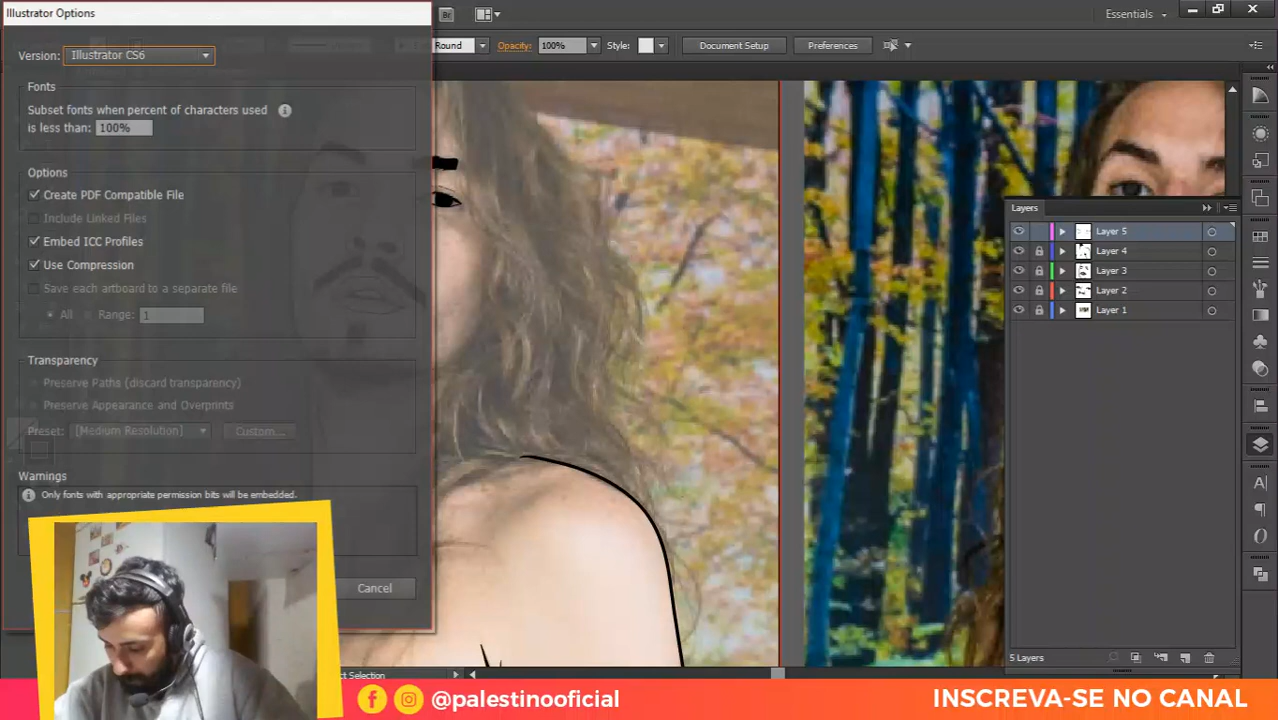 Illustrator Options
Br
Essentials
Version: Illustrator CS6
Round
Opacity: 100%
Style:
Document Setup
Preferences
Fonts
Subset fonts when percent of characters used
is less than: 100%
Options
Create PDF Compatible File
Include Linked Files
Embed ICC Profiles
Use Compression
Save each artboard to a separate file
All
Range: 1
Transparency
Preserve Paths (discard transparency)
Preserve Appearance and Overprints
Preset: [Medium Resolution]
Custom...
Warnings
Only fonts with appropriate permission bits will be embedded.
Cancel
Layers
Layer 5
Layer 4
Layer 3
Layer 2
Layer 1
5 Layers
Selection
@palestinooficial
INSCREVA-SE NO CANAL